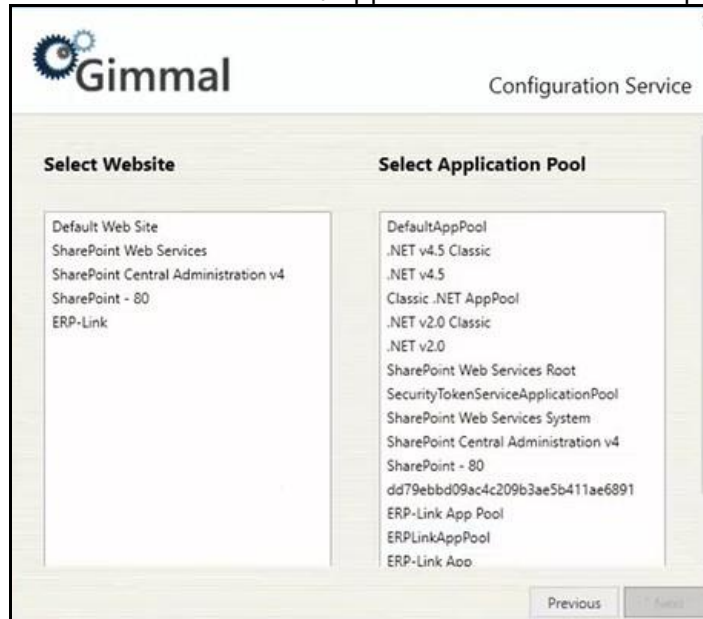 Gimmal
Configuration Service
Select Website
Default Web Site
SharePoint Web Services
SharePoint Central Administration v4
SharePoint - 80
ERP-Link
Select Application Pool
DefaultAppPool
.NET v4.5 Classic
.NET v4.5
Classic .NET AppPool
.NET v2.0 Classic
.NET v2.0
SharePoint Web Services Root
SecurityTokenServiceApplicationPool
SharePoint Web Services System
SharePoint Central Administration v4
SharePoint - 80
dd79ebbd09ac4c209b3ae5b411ae6891
ERP-Link App Pool
ERPLinkAppPool
ERP-Link App
Previous
Next